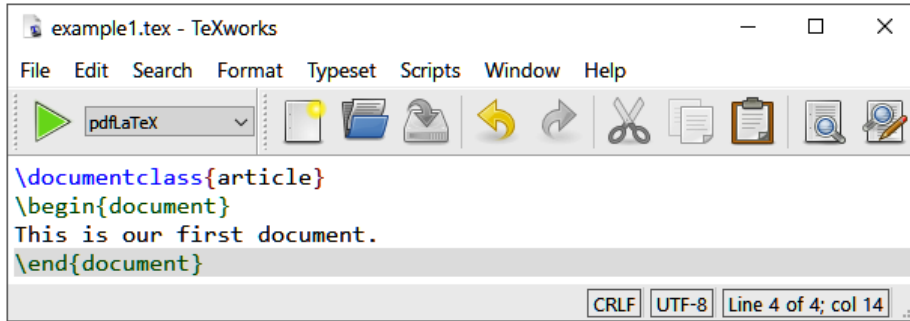 example1.tex - TeXworks
File Edit Search Format Typeset Scripts Window Help
pdfLaTeX
\documentclass{article}
\begin{document}
This is our first document.
\end{document}
CRLF UTF-8 Line 4 of 4; col 14